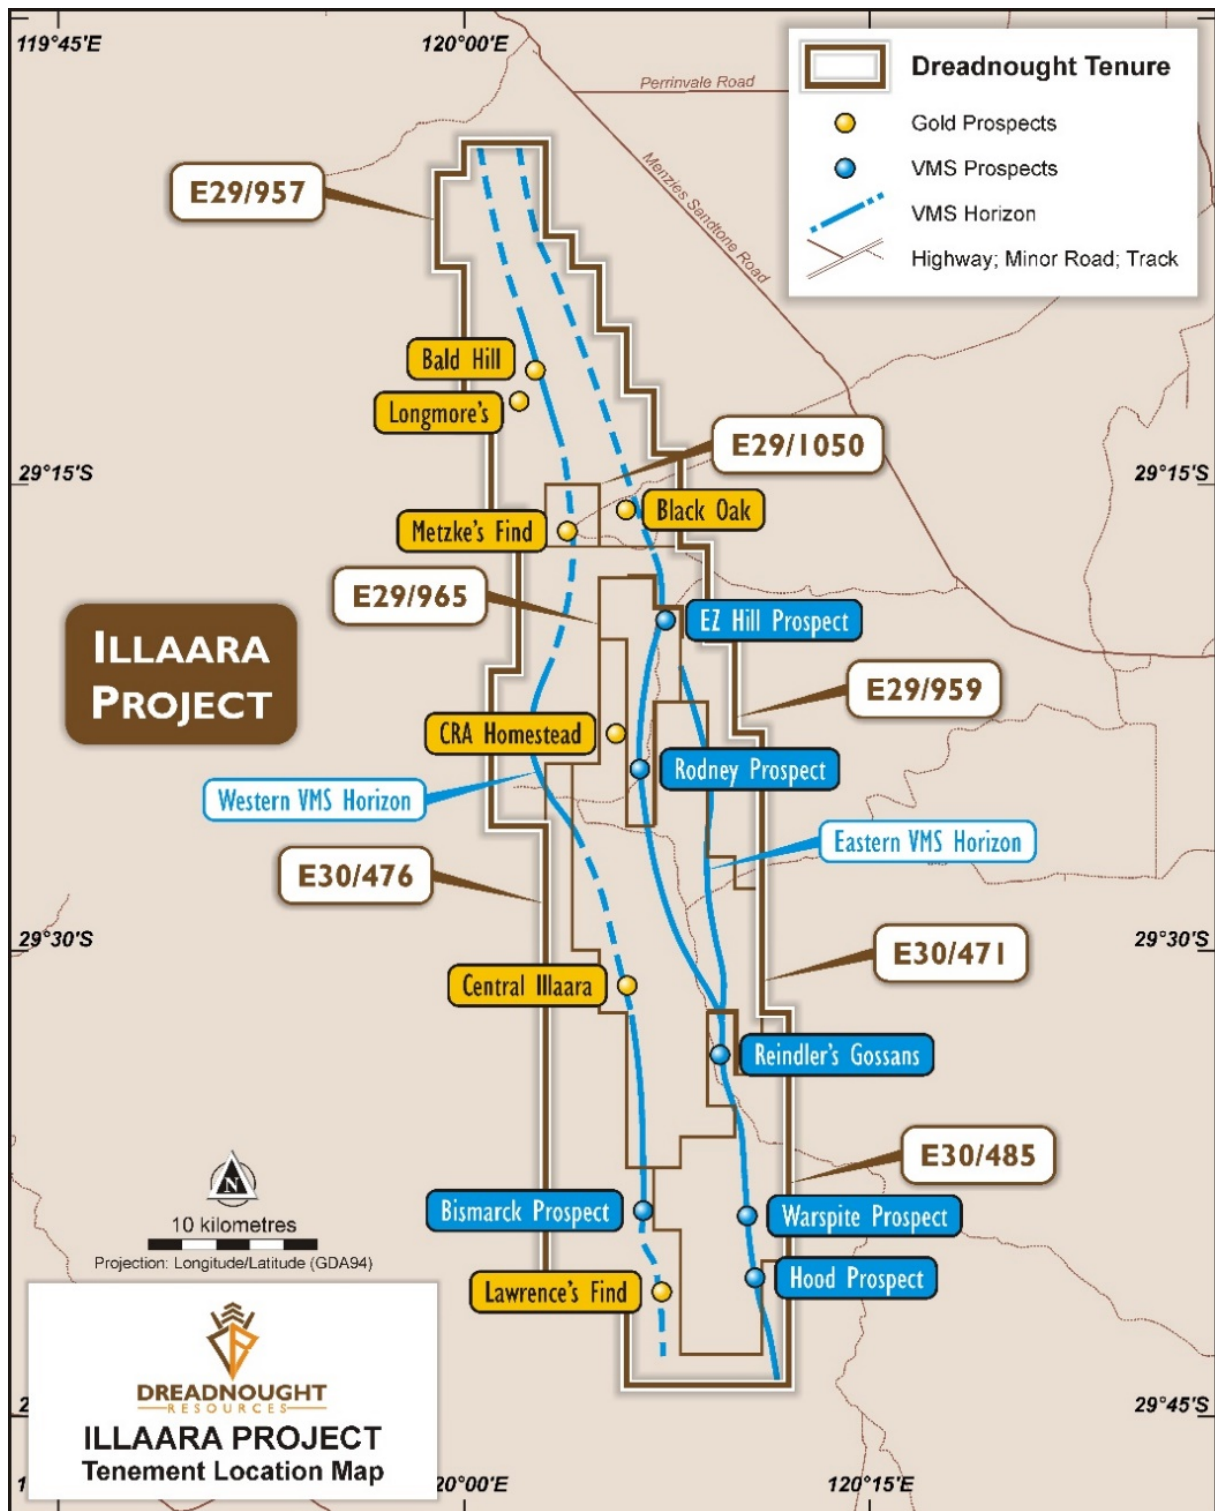 119°45'E
120°00'E
Perrinvale Road
Menzies Sandtone Road
Dreadnought Tenure
Gold Prospects
VMS Prospects
VMS Horizon
Highway; Minor Road; Track
E29/957
Bald Hill
Longmore's
E29/1050
29°15'S
29°15'S
Black Oak
Metzke's Find
E29/965
EZ Hill Prospect
ILLAARA
PROJECT
E29/959
CRA Homestead
Rodney Prospect
Western VMS Horizon
Eastern VMS Horizon
E30/476
29°30'S
29°30'S
E30/471
Central Illaara
Reindler's Gossans
E30/485
N
10 kilometres
Projection: Longitude/Latitude (GDA94)
Bismarck Prospect
Warspite Prospect
Hood Prospect
Lawrence's Find
DREADNOUGHT
RESOURCES
ILLAARA PROJECT
Tenement Location Map
29°45'S
20°00'E
120°15'E